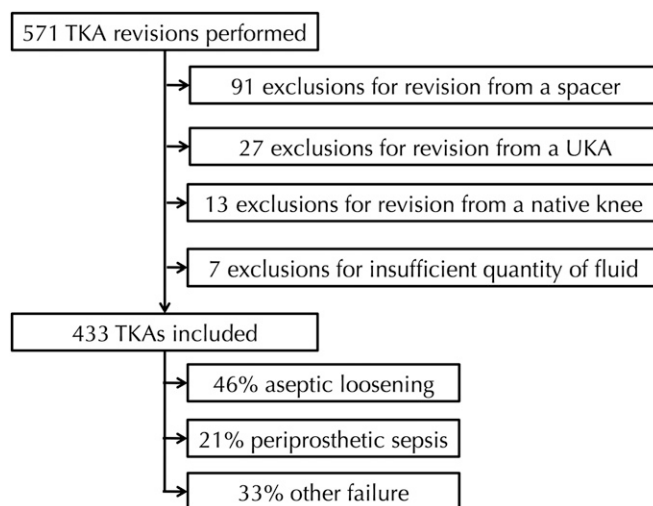 571 TKA revisions performed
91 exclusions for revision from a spacer
27 exclusions for revision from a UKA
13 exclusions for revision from a native knee
7 exclusions for insufficient quantity of fluid
433 TKAs included
46% aseptic loosening
21% periprosthetic sepsis
33% other failure